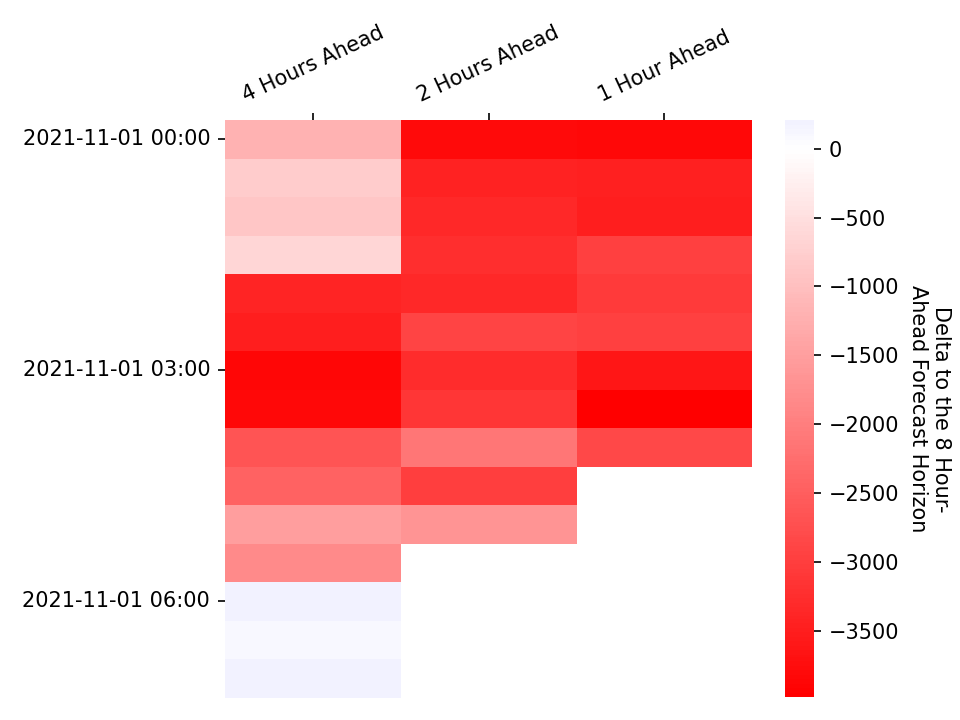 4 Hours Ahead
2 Hours Ahead
1 Hour Ahead
2021-11-01 00:00
2021-11-01 03:00
2021-11-01 06:00
0
−500
−1000
−1500
−2000
−2500
−3000
−3500
Delta to the 8 Hour-
Ahead Forecast Horizon